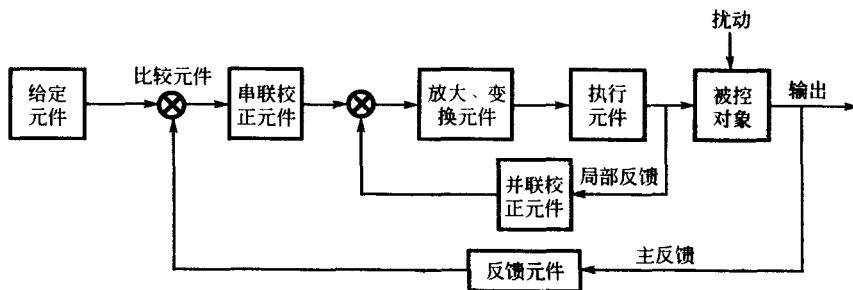 扰动
比较元件
给定
元件
串联校
正元件
放大、变
换元件
执行
元件
被控
对象
输出
并联校
正元件
局部反馈
反馈元件
主反馈